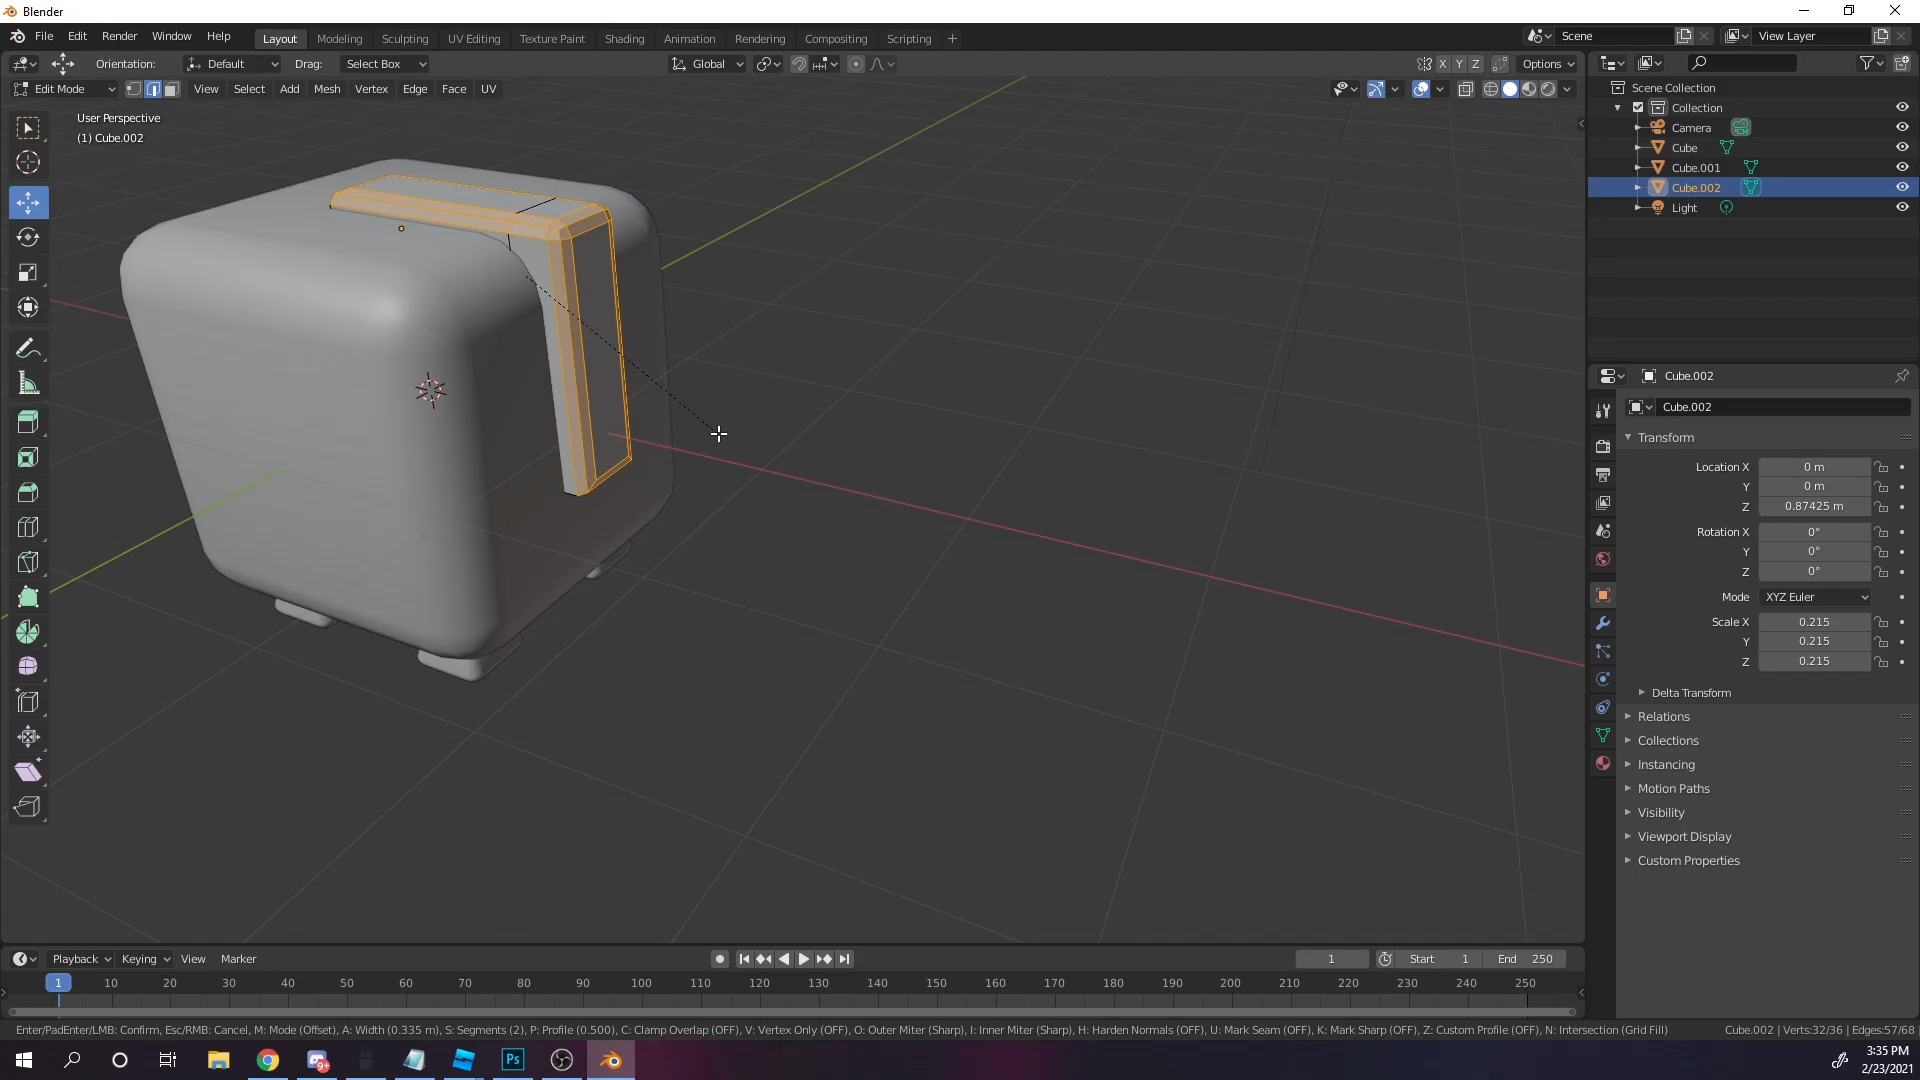 Blender
File Edit Render Window Help
Layout Modeling Sculpting UV Editing Texture Paint Shading Animation Rendering Compositing Scripting
Scene
View Layer
Orientation: Default Drag: Select Box
Global
X Y Z Options
Edit Mode View Select Add Mesh Vertex Edge Face UV
User Perspective
(1) Cube.002
Scene Collection
Collection
Camera
Cube
Cube.001
Cube.002
Light
Cube.002
Cube.002
Transform
Location X 0 m
Y 0 m
Z 0.87425 m
Rotation X 0°
Y 0°
Z 0°
Mode XYZ Euler
Scale X 0.215
Y 0.215
Z 0.215
Delta Transform
Relations
Collections
Instancing
Motion Paths
Visibility
Viewport Display
Custom Properties
Playback Keying View Marker
1 Start 1 End 250
1 10 20 30 40 50 60 70 80 90 100 110 120 130 140 150 160 170 180 190 200 210 220 230 240 250
Enter/PadEnter/LMB: Confirm, Esc/RMB: Cancel, M: Mode (Offset), A: Width (0.335 m), S: Segments (2), P: Profile (0.500), C: Clamp Overlap (OFF), V: Vertex Only (OFF), O: Outer Miter (Sharp), I: Inner Miter (Sharp), H: Harden Normals (OFF), U: Mark Seam (OFF), K: Mark Sharp (OFF), Z: Custom Profile (OFF), N: Intersection (Grid Fill)
Cube.002 | Verts:32/36 | Edges:57/68
9+
Ps
3:35 PM
2/23/2021